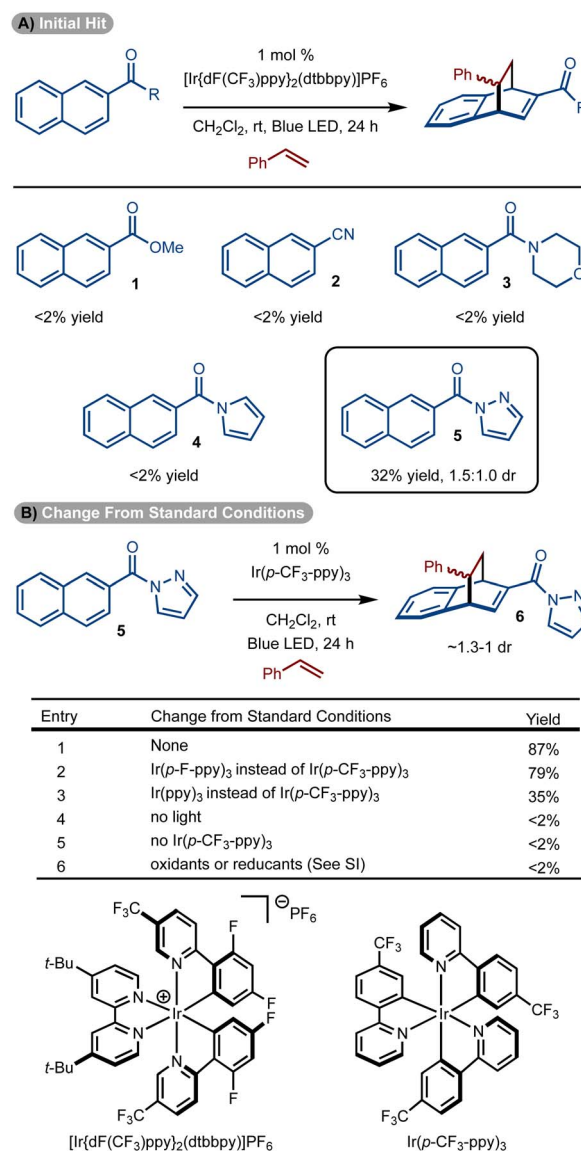 A) Initial Hit
O
R
1 mol %
[Ir{dF(CF3)ppy}2(dtbbpy)]PF6
CH2Cl2, rt, Blue LED, 24 h
Ph
Ph
O
R
O
OMe
1
<2% yield
CN
2
<2% yield
O
N
O
3
<2% yield
O
N
4
<2% yield
O
N
N
5
32% yield, 1.5:1.0 dr
B) Change From Standard Conditions
O
N
N
5
1 mol %
Ir(p-CF3-ppy)3
CH2Cl2, rt
Blue LED, 24 h
Ph
Ph
O
N
N
6
~1.3-1 dr
Entry Change from Standard Conditions Yield
1 None 87%
2 Ir(p-F-ppy)3 instead of Ir(p-CF3-ppy)3 79%
3 Ir(ppy)3 instead of Ir(p-CF3-ppy)3 35%
4 no light <2%
5 no Ir(p-CF3-ppy)3 <2%
6 oxidants or reducants (See SI) <2%
F3C
⊖
PF6
F
N
t-Bu
⊕
F
N
Ir
N
F
t-Bu
N
F
F3C
[Ir{dF(CF3)ppy}2(dtbbpy)]PF6
CF3
N
CF3
Ir
N
N
F3C
Ir(p-CF3-ppy)3